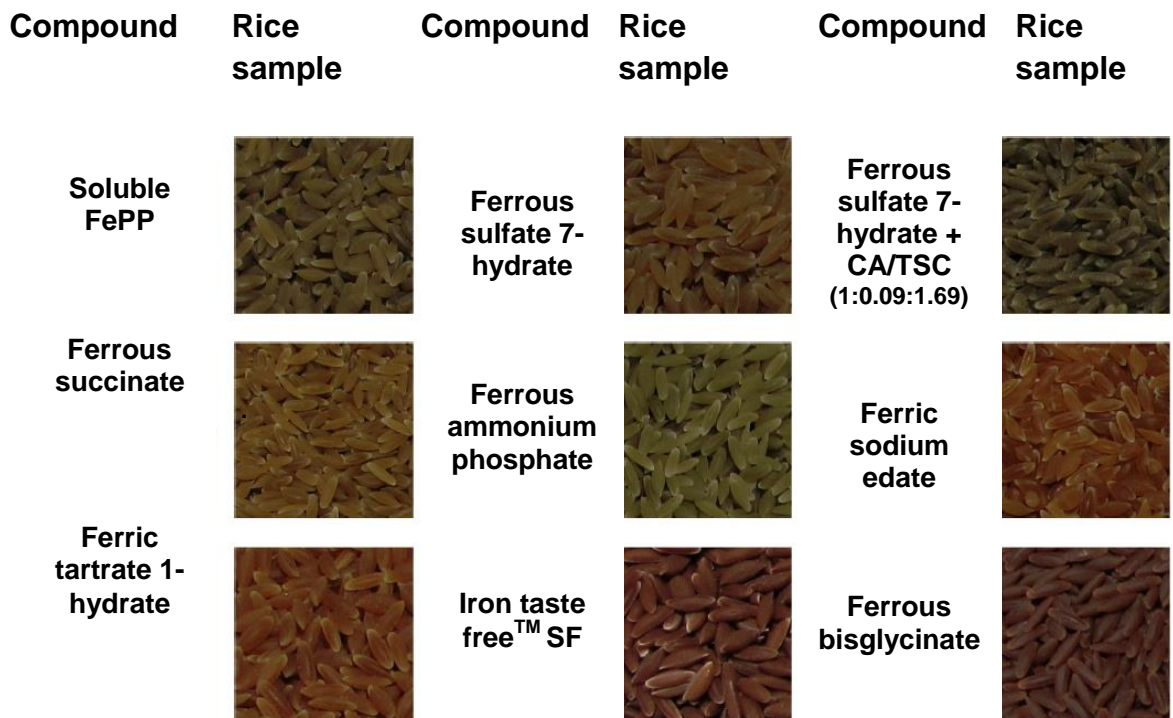 Compound Rice sample Compound Rice sample Compound Rice sample
Soluble
FePP
Ferrous
sulfate 7-
hydrate
Ferrous
sulfate 7-
hydrate +
CA/TSC
(1:0.09:1.69)
Ferrous
succinate
Ferrous
ammonium
phosphate
Ferric
sodium
edate
Ferric
tartrate 1-
hydrate
Iron taste
free™ SF
Ferrous
bisglycinate